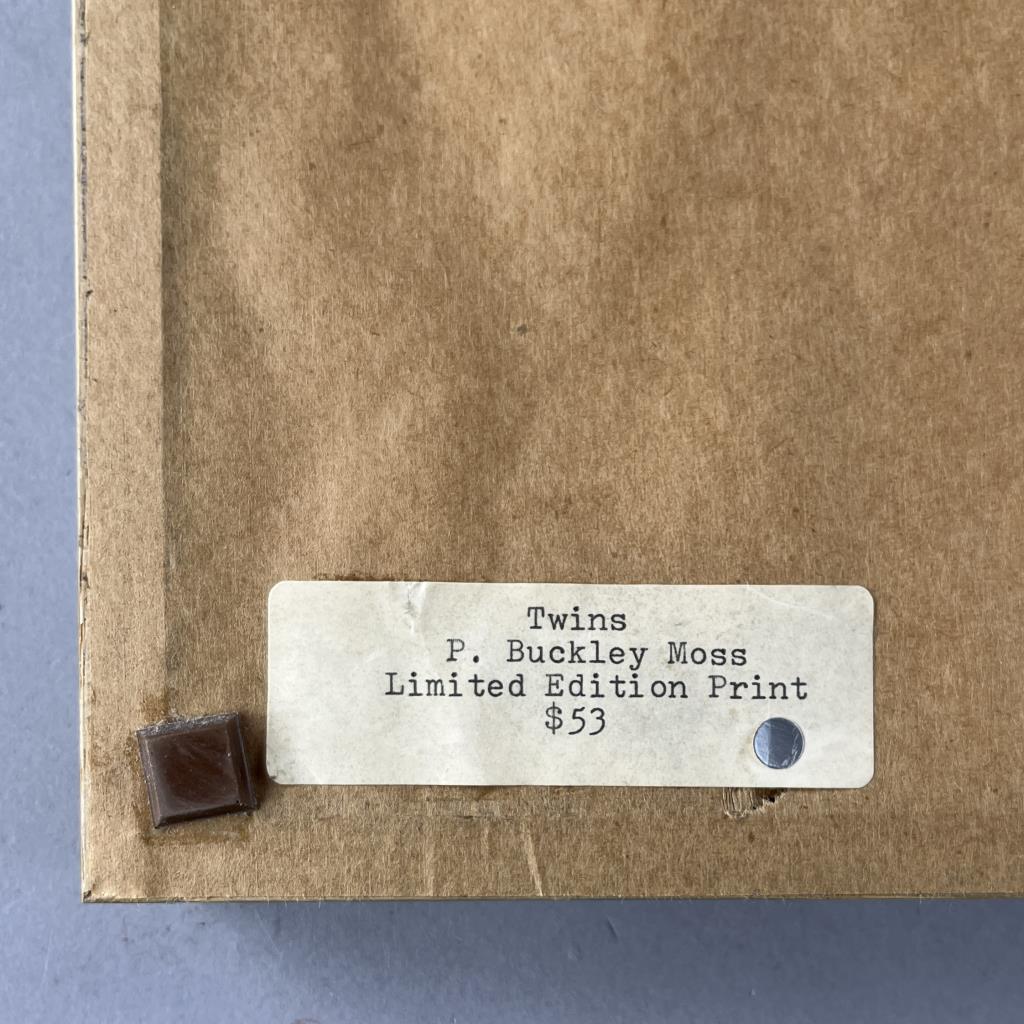 Twins
P. Buckley Moss
Limited Edition Print
$53